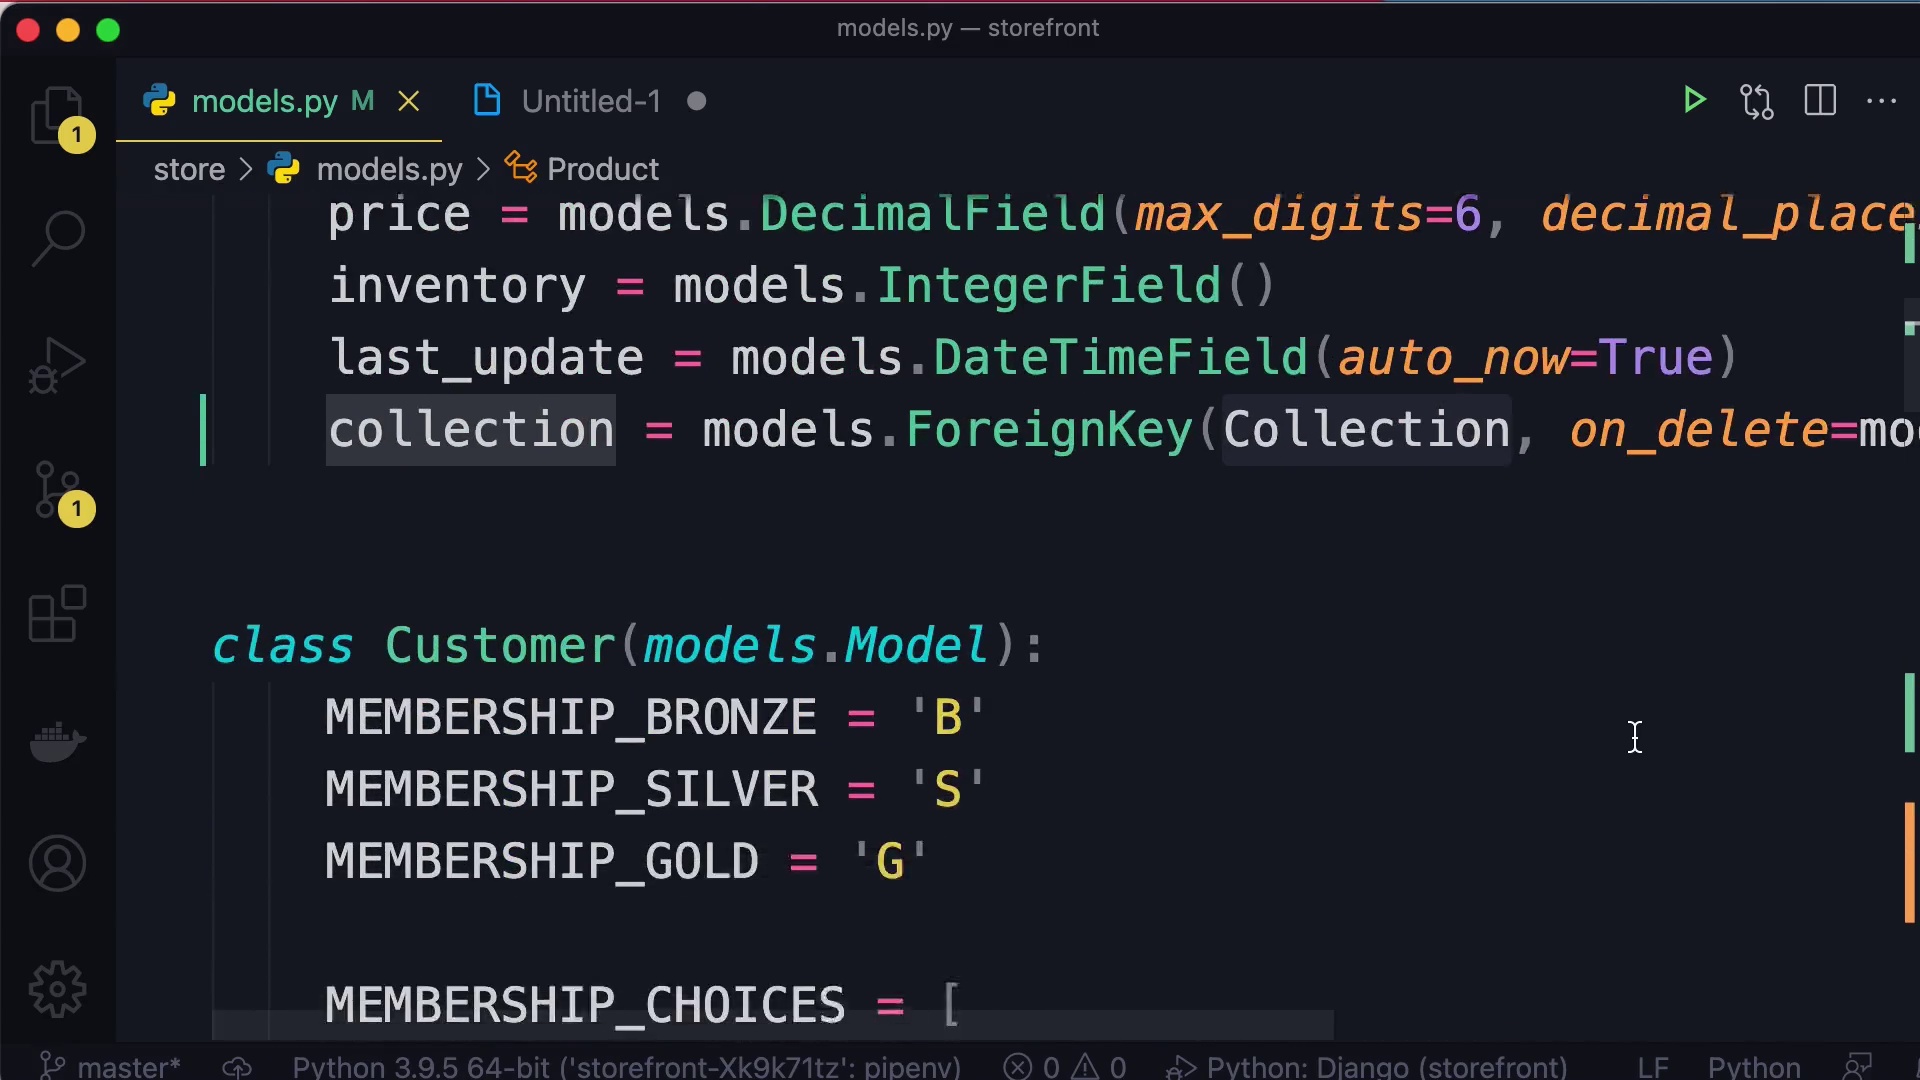 models.py — storefront
models.py M Untitled-1
1
store > models.py > Product
price = models.DecimalField(max_digits=6, decimal_place
inventory = models.IntegerField()
last_update = models.DateTimeField(auto_now=True)
collection = models.ForeignKey(Collection, on_delete=mo
1
class Customer(models.Model):
MEMBERSHIP_BRONZE = 'B'
MEMBERSHIP_SILVER = 'S'
MEMBERSHIP_GOLD = 'G'
MEMBERSHIP_CHOICES = [
master* Python 3.9.5 64-bit ('storefront-Xk9k71tz': pipenv) 0 0 Python: Django (storefront) LF Python